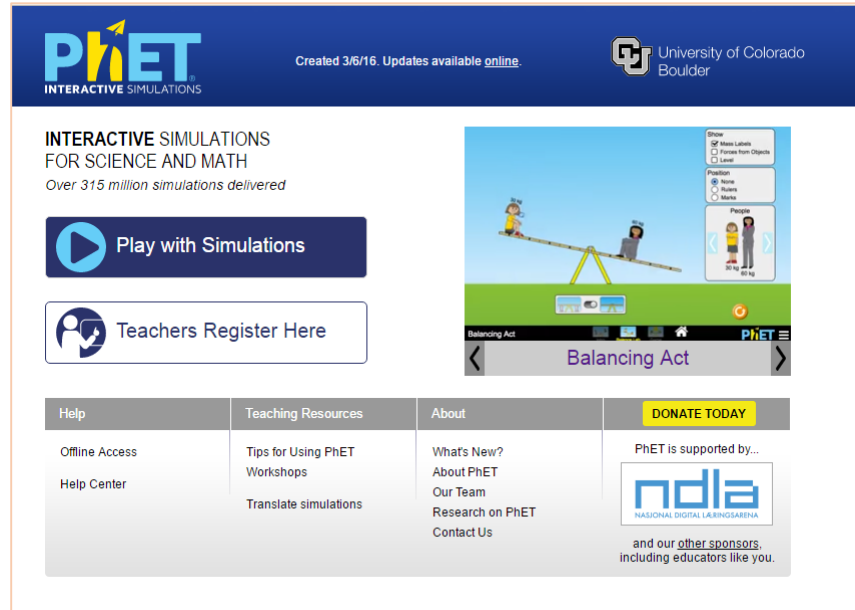 PhET
INTERACTIVE SIMULATIONS
Created 3/6/16. Updates available online.
University of Colorado
Boulder
INTERACTIVE SIMULATIONS
FOR SCIENCE AND MATH
Over 315 million simulations delivered
Play with Simulations
Teachers Register Here
Show
Mass Labels
Forces from Objects
Level
Position
None
Rulers
Marks
People
30 kg
60 kg
Balancing Act
PhET
Balancing Act
Help
Teaching Resources
About
DONATE TODAY
Offline Access
Help Center
Tips for Using PhET
Workshops
Translate simulations
What's New?
About PhET
Our Team
Research on PhET
Contact Us
PhET is supported by...
ndla
NASJONAL DIGITAL LÆRINGSARENA
and our other sponsors,
including educators like you.